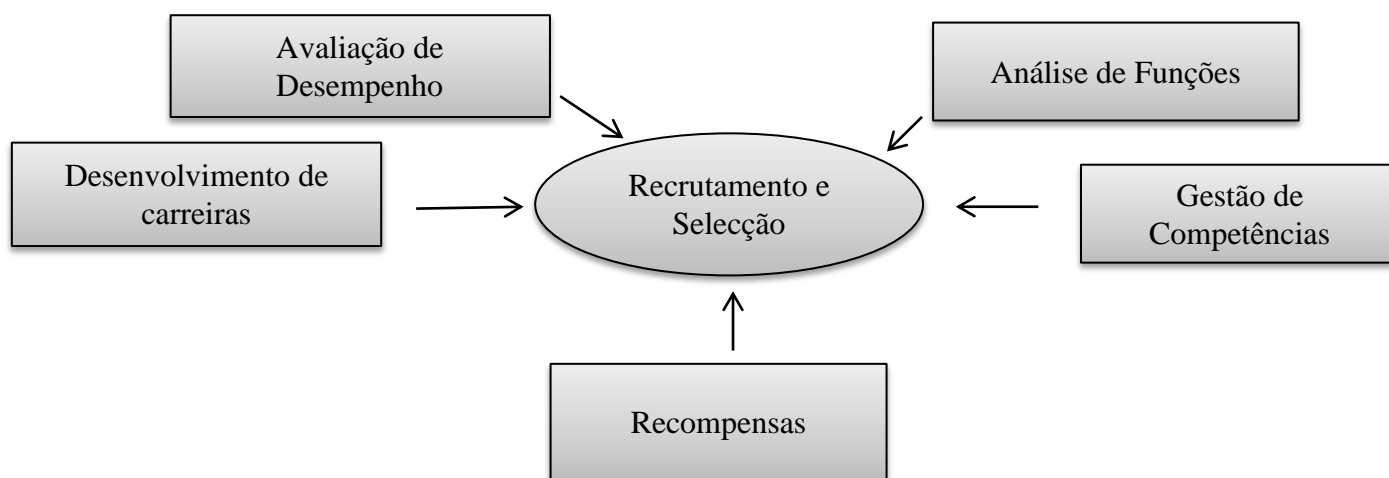 Avaliação de
Desempenho
Análise de Funções
Desenvolvimento de
carreiras
Recrutamento e
Selecção
Gestão de
Competências
Recompensas